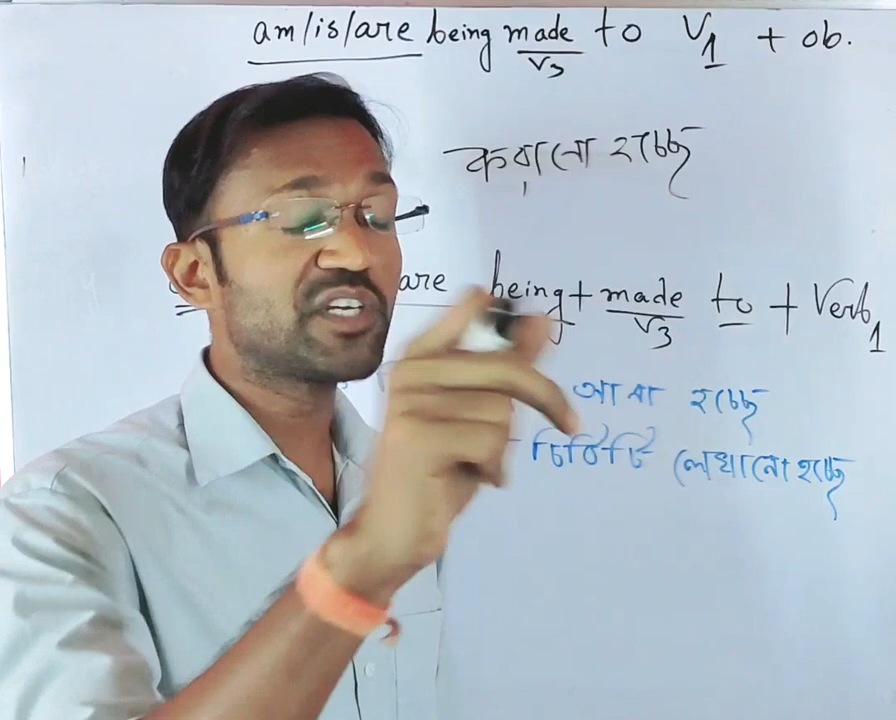 am/is/are being made to V1 + ob.
V3
করানো হচ্ছে
are being + made to + Verb1
V3
হচ্ছে
চিঠিটি লেখানো হচ্ছে